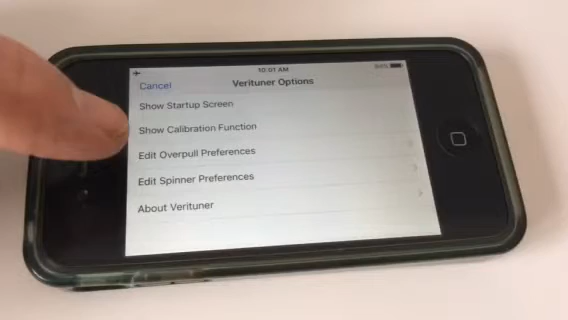 10:01 AM
Cancel
Verituner Options
Show Startup Screen
Show Calibration Function
Edit Overpull Preferences
Edit Spinner Preferences
About Verituner